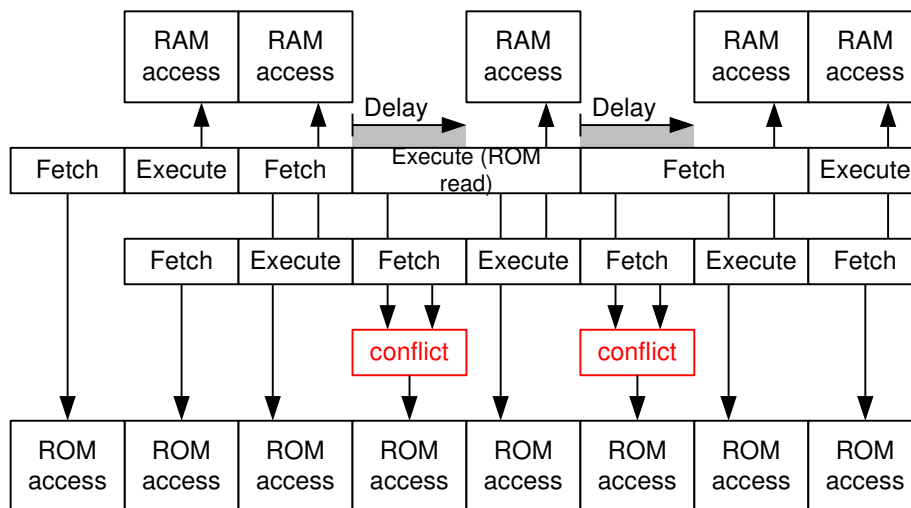 RAM RAM RAM RAM RAM
access access access access access
Delay Delay
Fetch Execute Fetch Execute (ROM read) Fetch Execute
Fetch Execute Fetch Execute Fetch Execute Fetch
conflict conflict
ROM ROM ROM ROM ROM ROM ROM ROM
access access access access access access access access